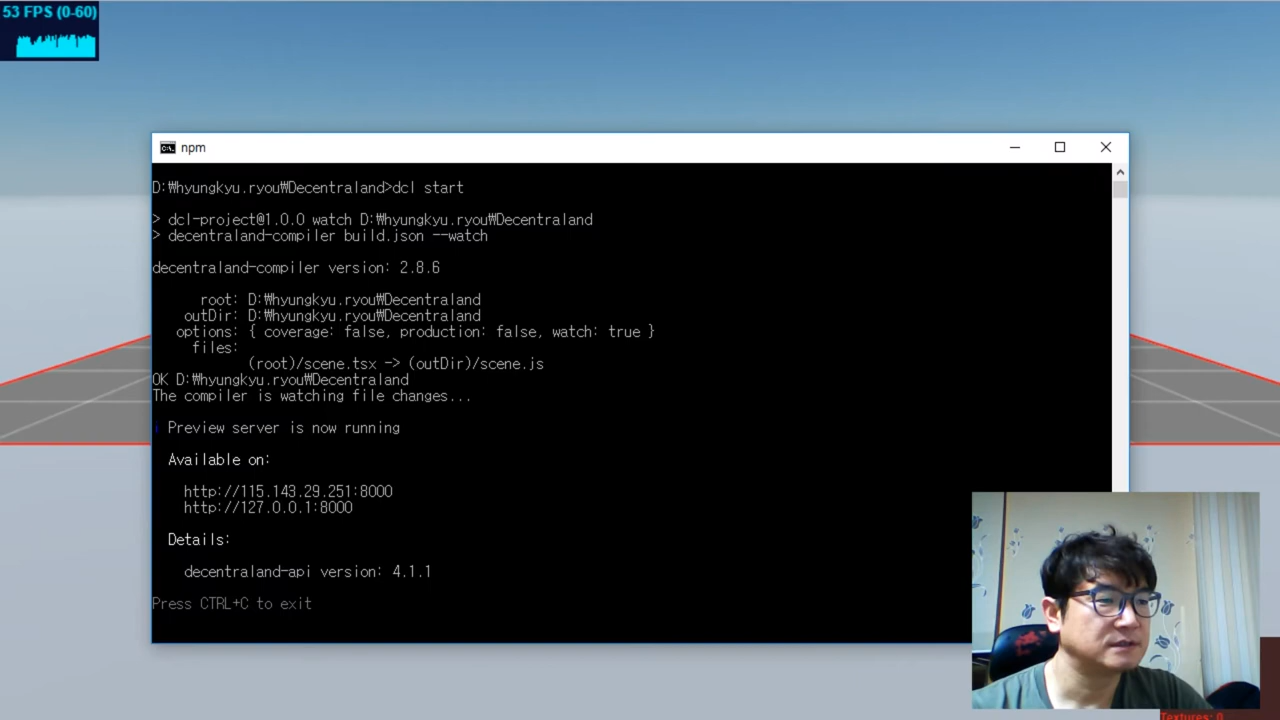 53 FPS (0-60)
npm
D:₩hyungkyu.ryou₩Decentraland>dcl start
> dcl-project@1.0.0 watch D:₩hyungkyu.ryou₩Decentraland
> decentraland-compiler build.json --watch
decentraland-compiler version: 2.8.6
root: D:₩hyungkyu.ryou₩Decentraland
outDir: D:₩hyungkyu.ryou₩Decentraland
options: { coverage: false, production: false, watch: true }
files:
(root)/scene.tsx -> (outDir)/scene.js
OK D:₩hyungkyu.ryou₩Decentraland
The compiler is watching file changes...
i Preview server is now running
Available on:
http://115.143.29.251:8000
http://127.0.0.1:8000
Details:
decentraland-api version: 4.1.1
Press CTRL+C to exit
Textures: 0